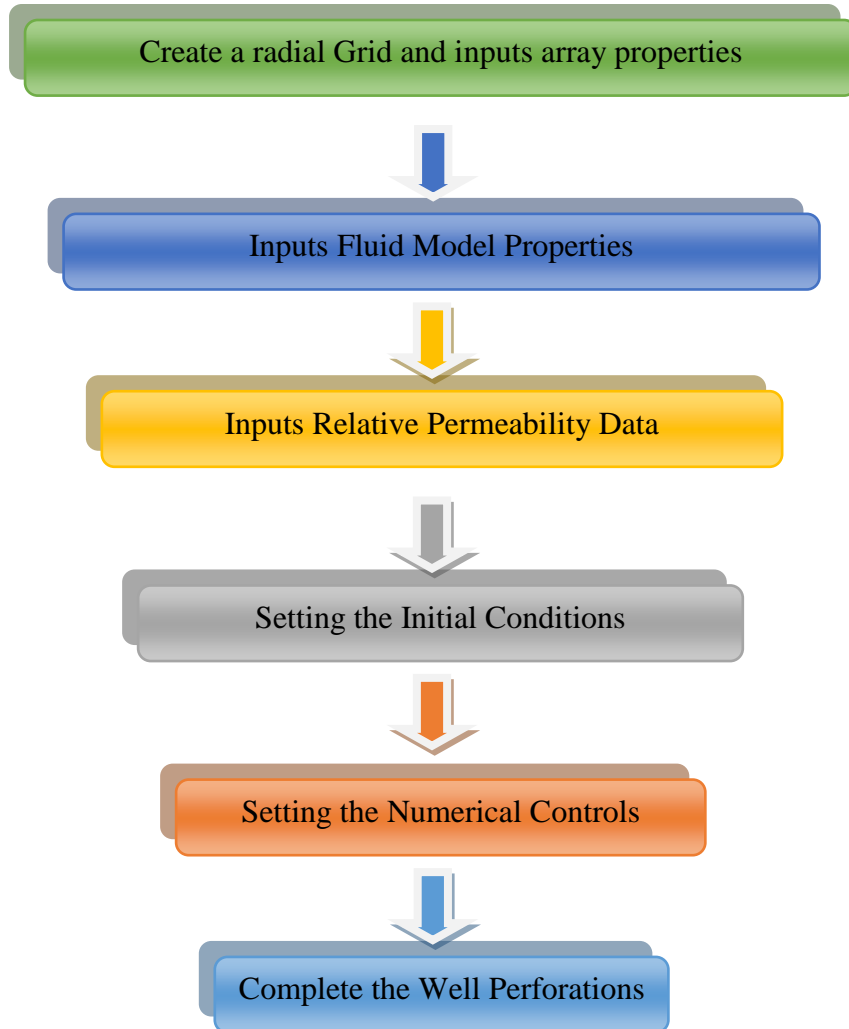 Create a radial Grid and inputs array properties
Inputs Fluid Model Properties
Inputs Relative Permeability Data
Setting the Initial Conditions
Setting the Numerical Controls
Complete the Well Perforations